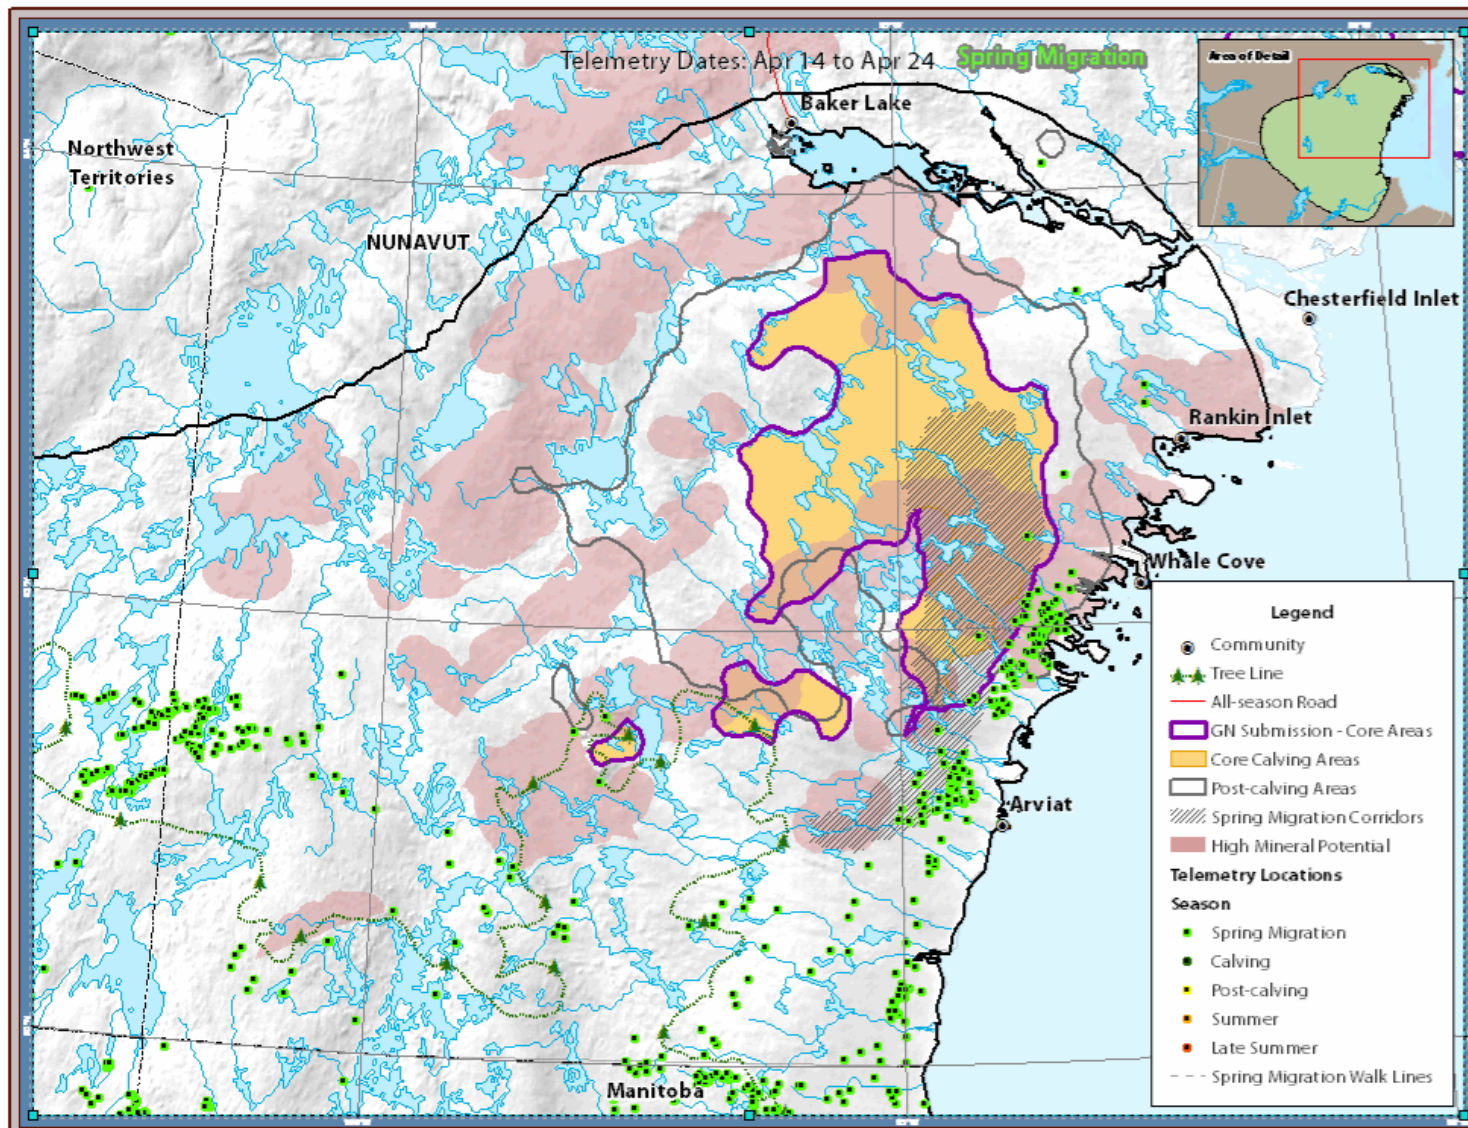 Telemetry Dates: Apr 14 to Apr 24
Spring Migration
Area of Detail
Baker Lake
Northwest
Territories
NUNAVUT
Chesterfield Inlet
Rankin Inlet
Whale Cove
Arviat
Manitoba
Legend
Community
Tree Line
All-season Road
GN Submission - Core Areas
Core Calving Areas
Post-calving Areas
Spring Migration Corridors
High Mineral Potential
Telemetry Locations
Season
Spring Migration
Calving
Post-calving
Summer
Late Summer
Spring Migration Walk Lines